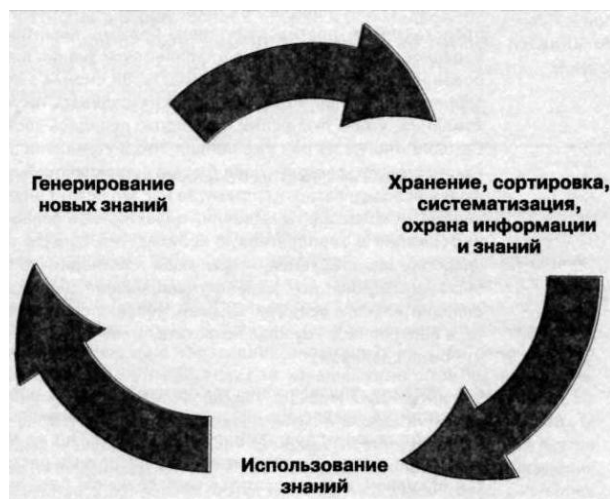 Генерирование
новых знаний
Хранение, сортировка,
систематизация,
охрана информации
и знаний
Использование
знаний